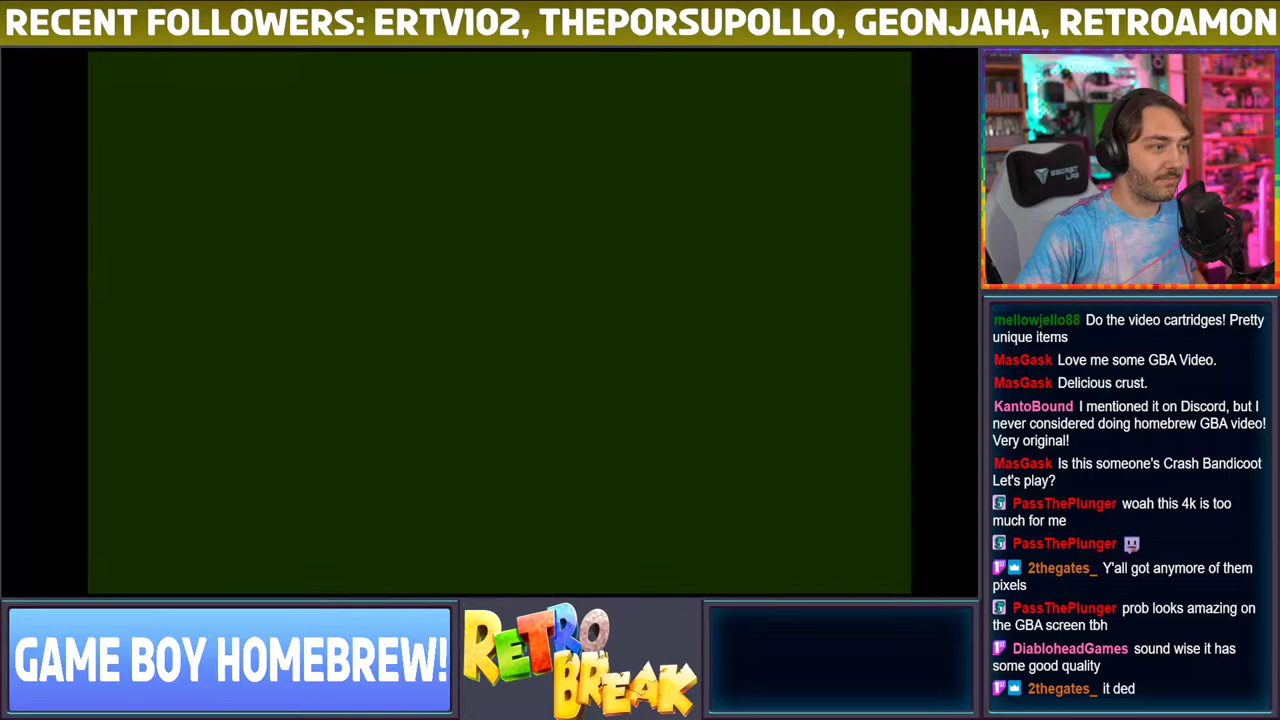 RECENT FOLLOWERS: ERTV102, THEPORSUPOLLO, GEONJAHA, RETROAMON
SECRET
LAB
mellowjello88 Do the video cartridges! Pretty
unique items
MasGask Love me some GBA Video.
MasGask Delicious crust.
KantoBound I mentioned it on Discord, but I
never considered doing homebrew GBA video!
Very original!
MasGask Is this someone's Crash Bandicoot
Let's play?
PassThePlunger woah this 4k is too
much for me
PassThePlunger
2thegates_ Y'all got anymore of them
pixels
PassThePlunger prob looks amazing on
the GBA screen tbh
DiabloheadGames sound wise it has
some good quality
2thegates_ it ded
GAME BOY HOMEBREW!
RETRO
BREAK